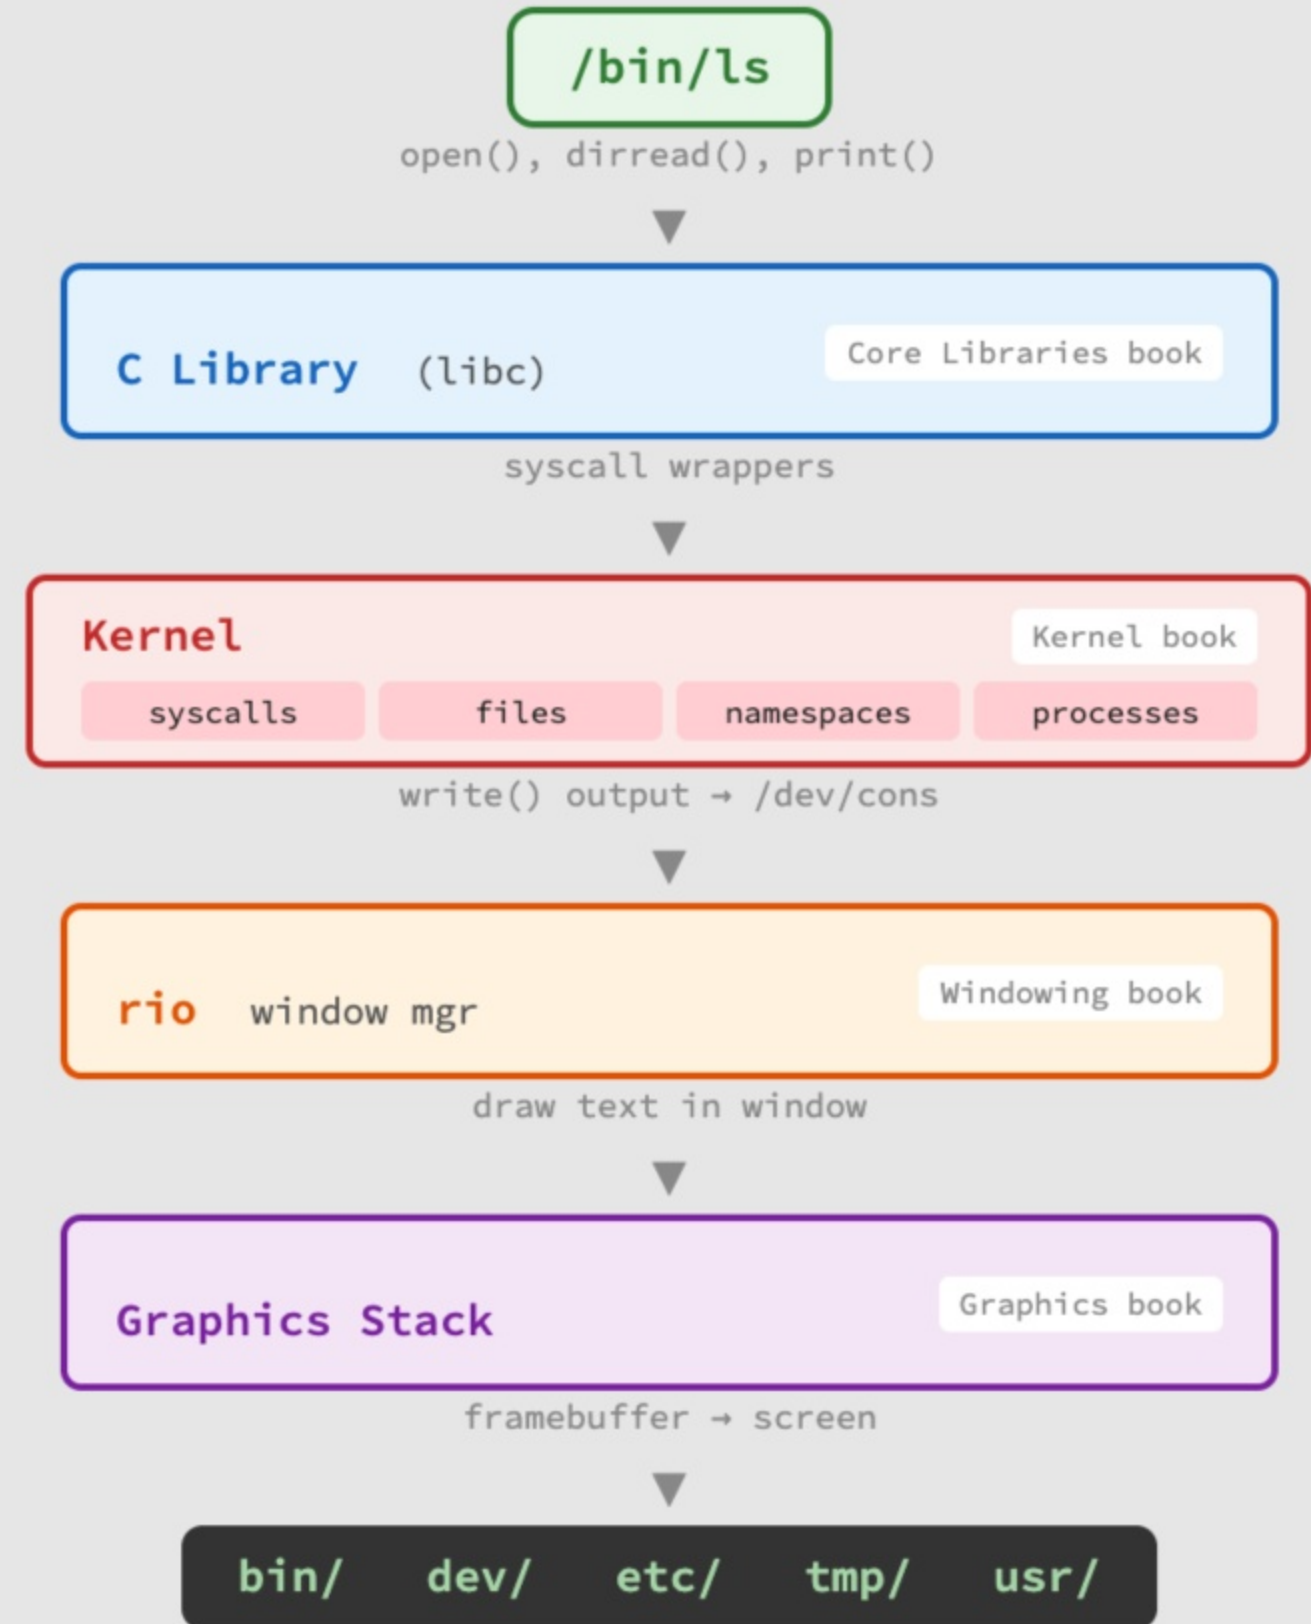 /bin/ls
open(), dirread(), print()
C Library (libc) Core Libraries book
syscall wrappers
Kernel Kernel book
syscalls files namespaces processes
write() output → /dev/cons
rio window mgr Windowing book
draw text in window
Graphics Stack Graphics book
framebuffer → screen
bin/ dev/ etc/ tmp/ usr/